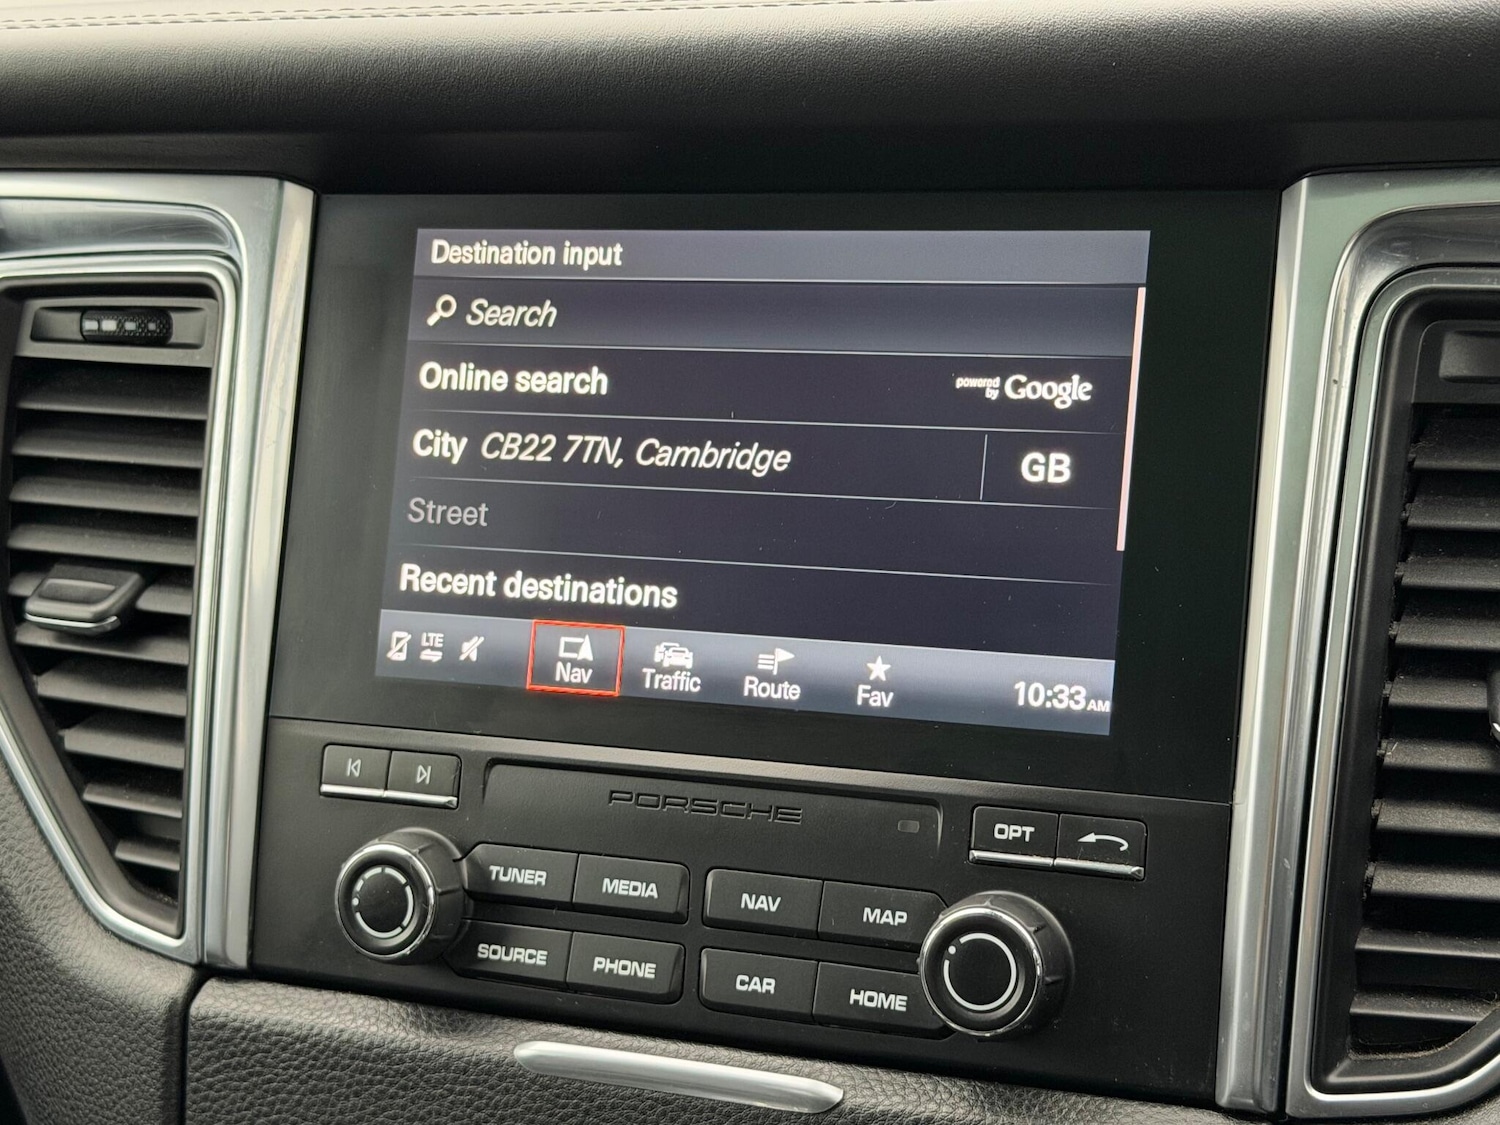 Destination input
Search
Online search powered by Google
City CB22 7TN, Cambridge GB
Street
Recent destinations
LTE
Nav Traffic Route Fav 10:33AM
PORSCHE
OPT
TUNER MEDIA NAV MAP
SOURCE PHONE CAR HOME